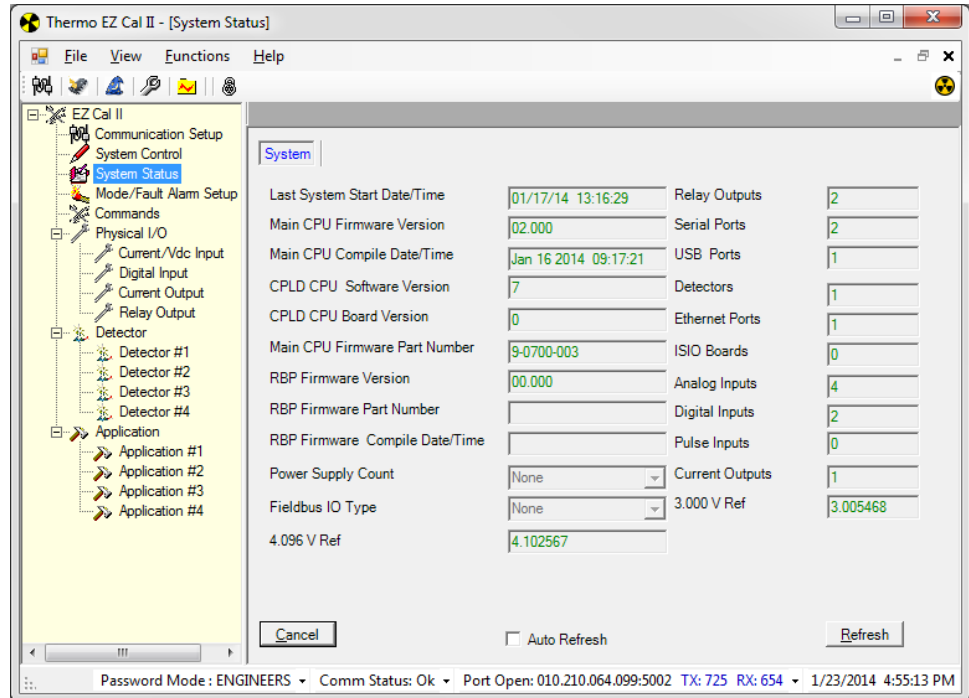 Thermo EZ Cal II - [System Status]
File View Functions Help
EZ Cal II
Communication Setup
System Control
System Status
Mode/Fault Alarm Setup
Commands
Physical I/O
Current/Vdc Input
Digital Input
Current Output
Relay Output
Detector
Detector #1
Detector #2
Detector #3
Detector #4
Application
Application #1
Application #2
Application #3
Application #4
System
Last System Start Date/Time 01/17/14 13:16:29
Main CPU Firmware Version 02.000
Main CPU Compile Date/Time Jan 16 2014 09:17:21
CPLD CPU Software Version 7
CPLD CPU Board Version 0
Main CPU Firmware Part Number 9-0700-003
RBP Firmware Version 00.000
RBP Firmware Part Number
RBP Firmware Compile Date/Time
Power Supply Count None
Fieldbus IO Type None
4.096 V Ref 4.102567
Relay Outputs 2
Serial Ports 2
USB Ports 1
Detectors 1
Ethernet Ports 1
ISIO Boards 0
Analog Inputs 4
Digital Inputs 2
Pulse Inputs 0
Current Outputs 1
3.000 V Ref 3.005468
Cancel Auto Refresh Refresh
Password Mode : ENGINEERS Comm Status: Ok Port Open: 010.210.064.099:5002 TX: 725 RX: 654 1/23/2014 4:55:13 PM